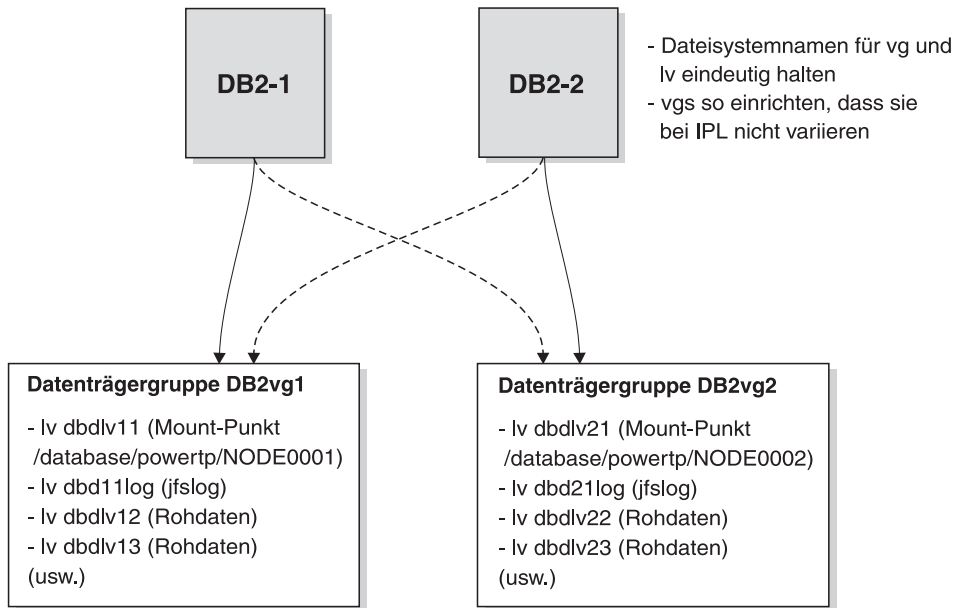 DB2-1
DB2-2
- Dateisystemnamen für vg und
lv eindeutig halten
- vgs so einrichten, dass sie
bei IPL nicht variieren
Datenträgergruppe DB2vg1
- lv dbdlv11 (Mount-Punkt
/database/powertp/NODE0001)
- lv dbd11log (jfslog)
- lv dbdlv12 (Rohdaten)
- lv dbdlv13 (Rohdaten)
(usw.)
Datenträgergruppe DB2vg2
- lv dbdlv21 (Mount-Punkt
/database/powertp/NODE0002)
- lv dbd21log (jfslog)
- lv dbdlv22 (Rohdaten)
- lv dbdlv23 (Rohdaten)
(usw.)